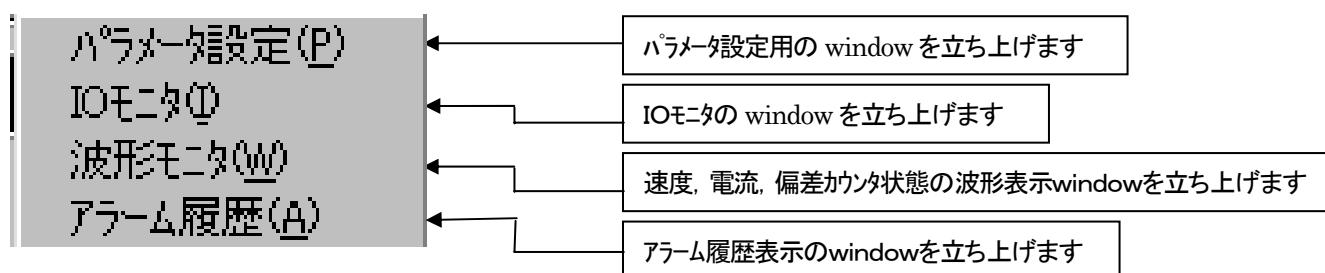 パラメータ設定(P)
パラメータ設定用の window を立ち上げます
IOモニタ(I)
IOモニタの window を立ち上げます
波形モニタ(W)
速度, 電流, 偏差カウンタ状態の波形表示windowを立ち上げます
アラーム履歴(A)
アラーム履歴表示のwindowを立ち上げます